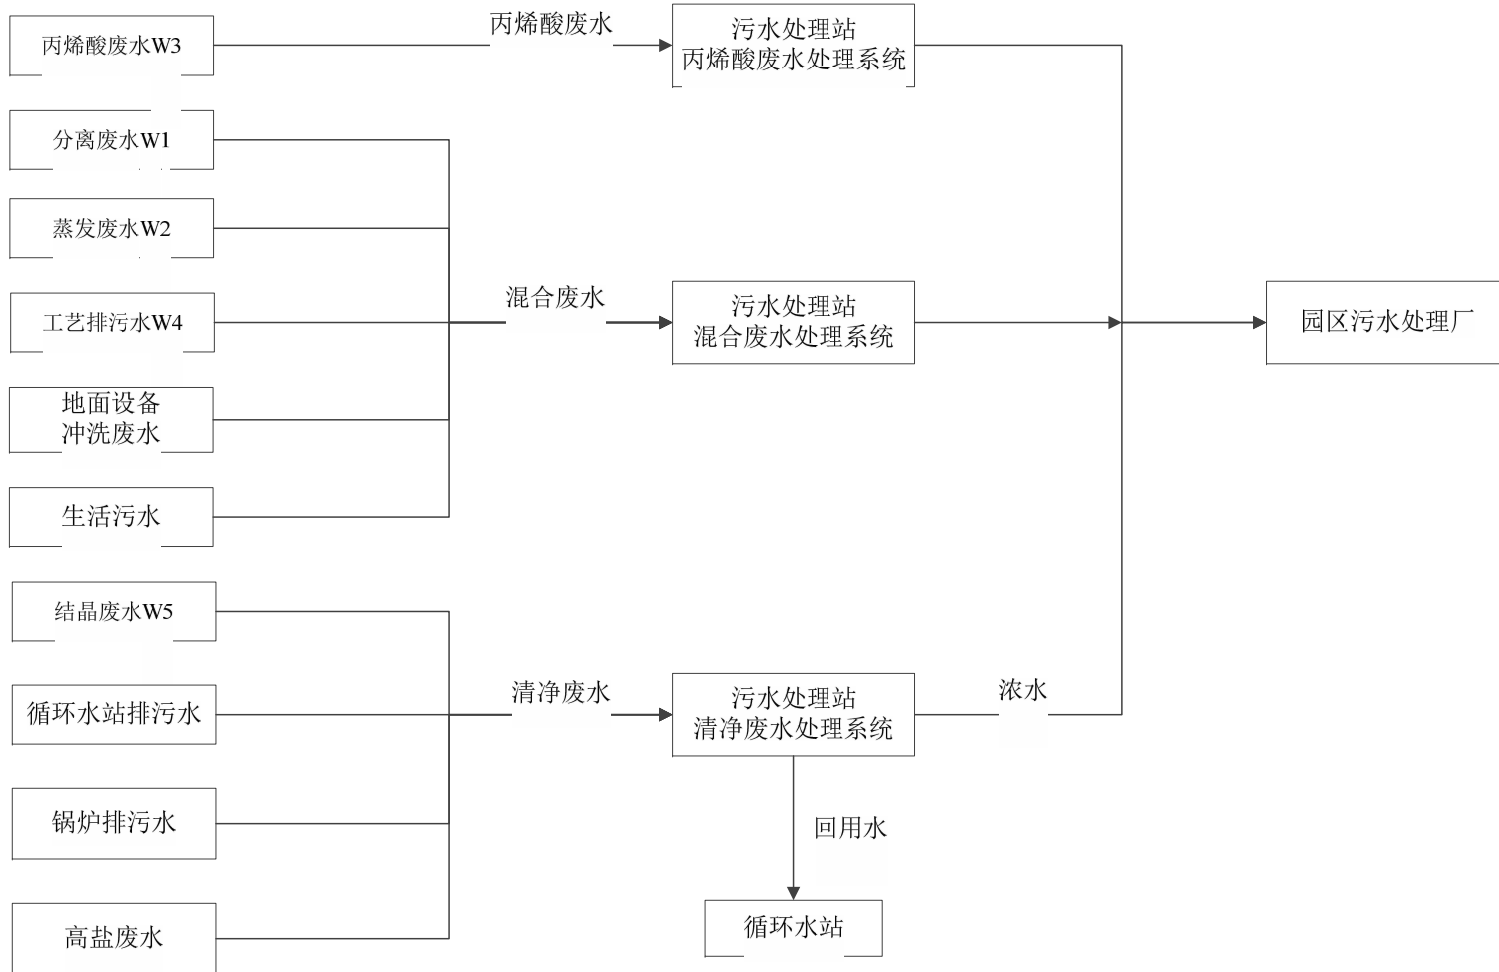 丙烯酸废水W3
丙烯酸废水
污水处理站
丙烯酸废水处理系统
分离废水W1
蒸发废水W2
工艺排污水W4
混合废水
污水处理站
混合废水处理系统
园区污水处理厂
地面设备
冲洗废水
生活污水
结晶废水W5
循环水站排污水
清净废水
污水处理站
清净废水处理系统
浓水
锅炉排污水
回用水
高盐废水
循环水站